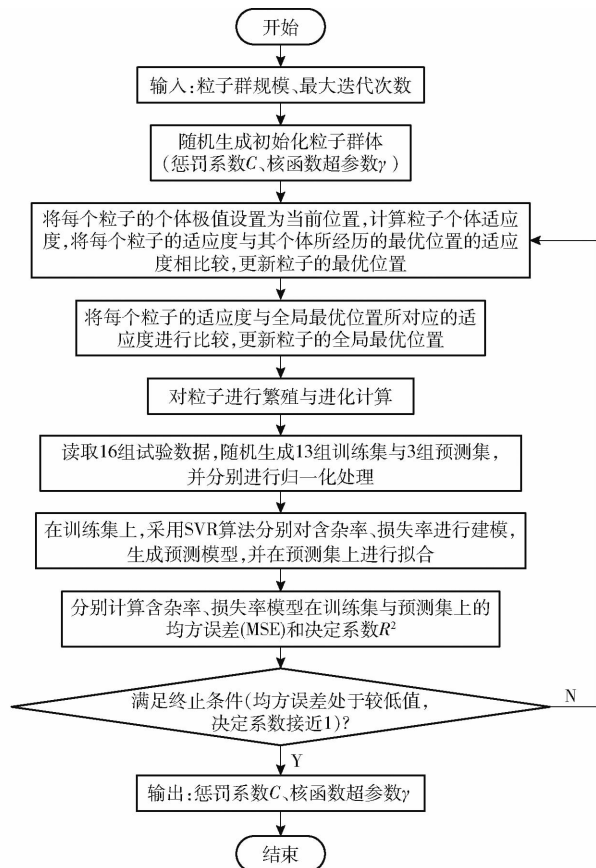 开始
输入:粒子群规模、最大迭代次数
随机生成初始化粒子群体
(惩罚系数C、核函数超参数γ)
将每个粒子的个体极值设置为当前位置,计算粒子个体适应
度,将每个粒子的适应度与其个体所经历的最优位置的适应
度相比较,更新粒子的最优位置
将每个粒子的适应度与全局最优位置所对应的适
应度进行比较,更新粒子的全局最优位置
对粒子进行繁殖与进化计算
读取16组试验数据,随机生成13组训练集与3组预测集,
并分别进行归一化处理
在训练集上,采用SVR算法分别对含杂率、损失率进行建模,
生成预测模型,并在预测集上进行拟合
分别计算含杂率、损失率模型在训练集与预测集上的
均方误差(MSE)和决定系数R²
满足终止条件(均方误差处于较低值,
决定系数接近1)?
N
Y
输出:惩罚系数C、核函数超参数γ
结束